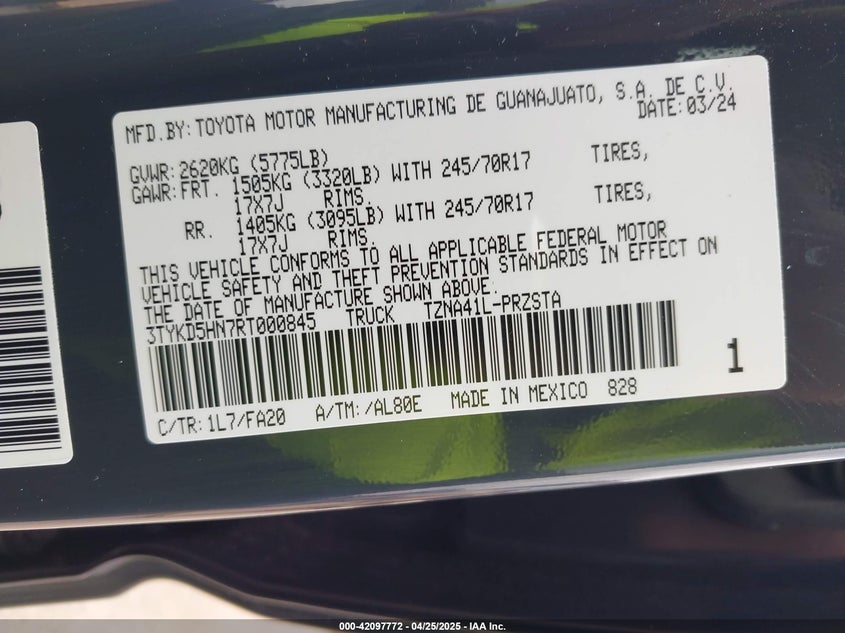 MFD.BY:TOYOTA MOTOR MANUFACTURING DE GUANAJUATO, S.A. DE C.V.
DATE:03/24
GVWR:2620KG (5775LB)
GAWR:FRT. 1505KG (3320LB) WITH 245/70R17 TIRES,
17X7J RIMS.
RR. 1405KG (3095LB) WITH 245/70R17 TIRES,
17X7J RIMS.
THIS VEHICLE CONFORMS TO ALL APPLICABLE FEDERAL MOTOR
VEHICLE SAFETY AND THEFT PREVENTION STANDARDS IN EFFECT ON
THE DATE OF MANUFACTURE SHOWN ABOVE.
3TYKD5HN7RT000845 TRUCK TZNA41L-PRZSTA
1
C/TR:1L7/FA20 A/TM:/AL80E MADE IN MEXICO 828
000-42097772 - 04/25/2025 - IAA Inc.